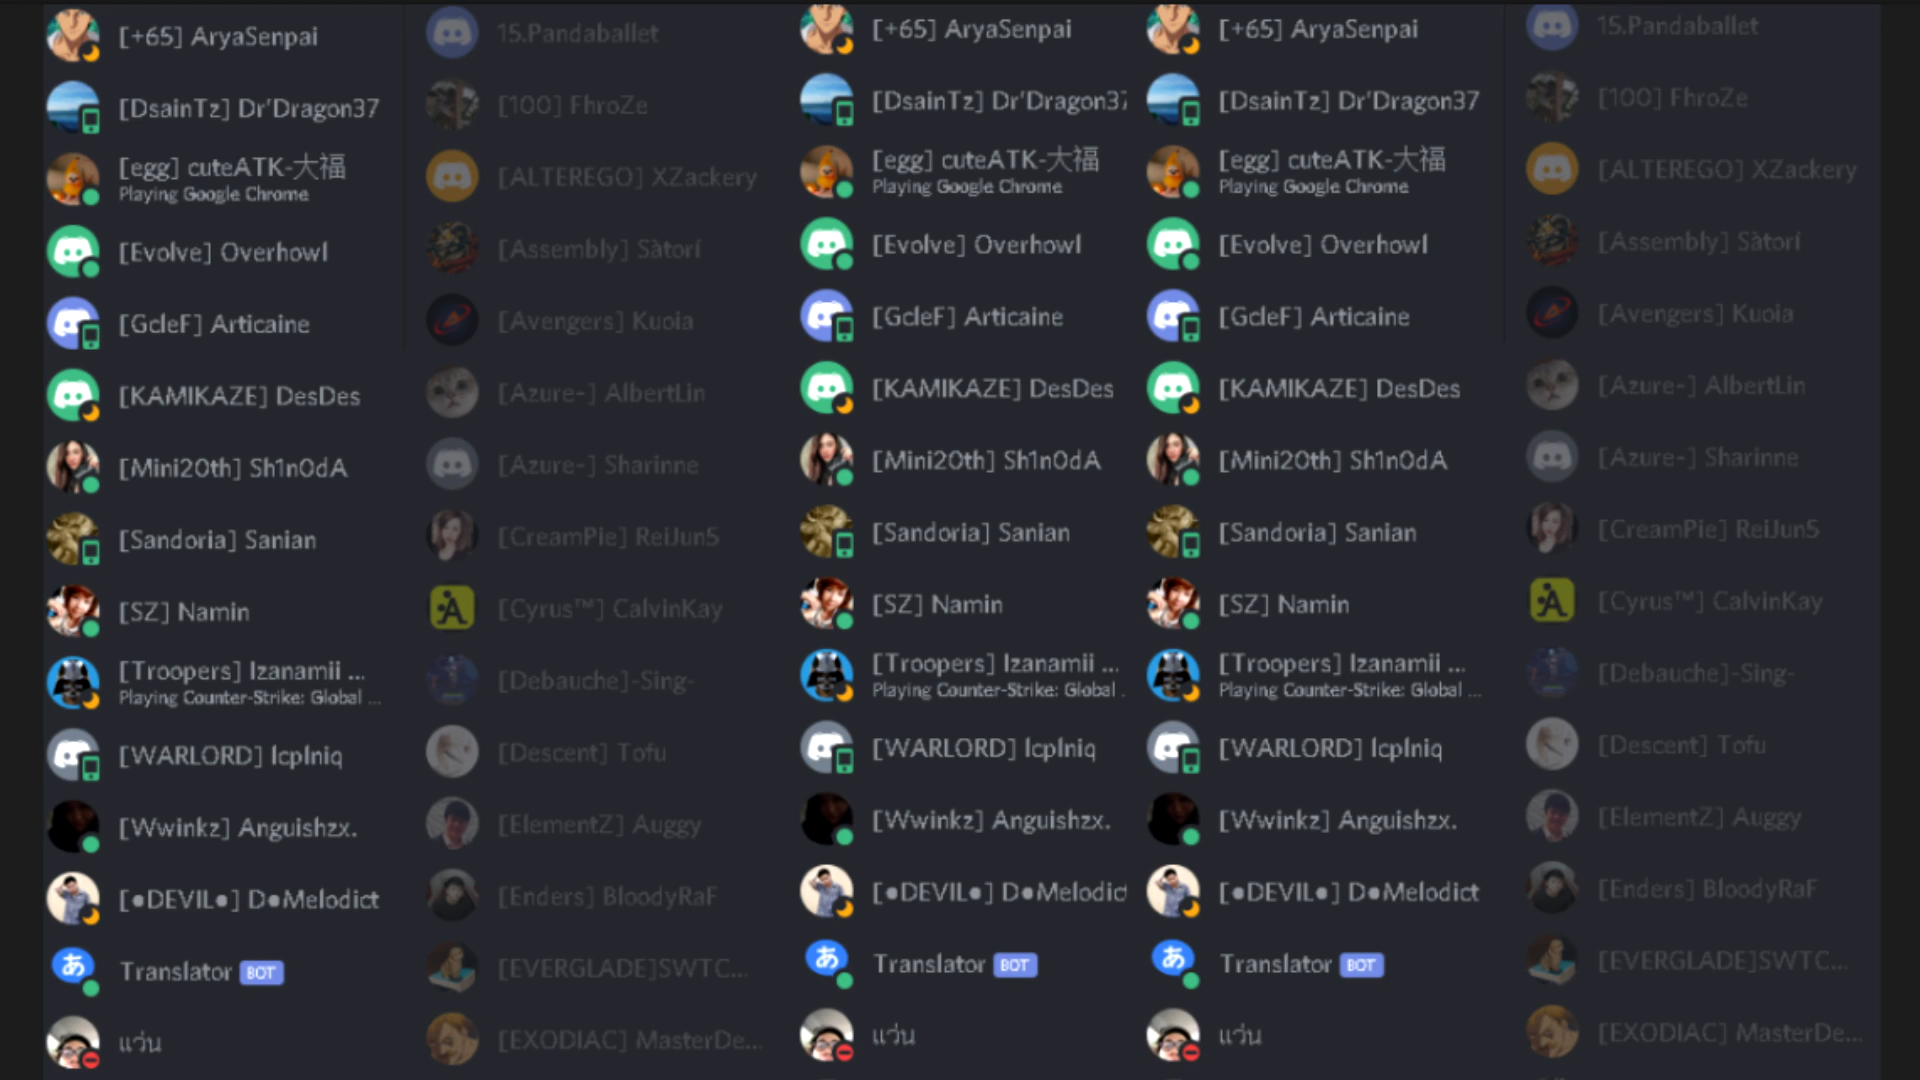 [+65] AryaSenpai
[DsainTz] Dr'Dragon37
[egg] cuteATK-大福
Playing Google Chrome
[Evolve] Overhowl
[GcleF] Articaine
[KAMIKAZE] DesDes
[Mini20th] Sh1n0dA
[Sandoria] Sanian
[SZ] Namin
[Troopers] Izanamii ...
Playing Counter-Strike: Global ...
[WARLORD] lcplniq
[Wwinkz] Anguishzx.
[●DEVIL●] D●Melodict
あ
Translator BOT
แว่น
15.Pandaballet
[100] FhroZe
[ALTEREGO] XZackery
[Assembly] Sàtorí
[Avengers] Kuoia
[Azure-] AlbertLin
[Azure-] Sharinne
[CreamPie] ReiJun5
[Cyrus™] CalvinKay
[Debauche]-Sing-
[Descent] Tofu
[ElementZ] Auggy
[Enders] BloodyRaF
[EVERGLADE]SWTC...
[EXODIAC] MasterDe...
[+65] AryaSenpai
[DsainTz] Dr'Dragon37
[egg] cuteATK-大福
Playing Google Chrome
[Evolve] Overhowl
[GcleF] Articaine
[KAMIKAZE] DesDes
[Mini20th] Sh1n0dA
[Sandoria] Sanian
[SZ] Namin
[Troopers] Izanamii ...
Playing Counter-Strike: Global .
[WARLORD] lcplniq
[Wwinkz] Anguishzx.
[●DEVIL●] D●Melodict
あ
Translator BOT
แว่น
[+65] AryaSenpai
[DsainTz] Dr'Dragon37
[egg] cuteATK-大福
Playing Google Chrome
[Evolve] Overhowl
[GcleF] Articaine
[KAMIKAZE] DesDes
[Mini20th] Sh1n0dA
[Sandoria] Sanian
[SZ] Namin
[Troopers] Izanamii ...
Playing Counter-Strike: Global ...
[WARLORD] lcplniq
[Wwinkz] Anguishzx.
[●DEVIL●] D●Melodict
あ
Translator BOT
แว่น
15.Pandaballet
[100] FhroZe
[ALTEREGO] XZackery
[Assembly] Sàtorí
[Avengers] Kuoia
[Azure-] AlbertLin
[Azure-] Sharinne
[CreamPie] ReiJun5
[Cyrus™] CalvinKay
[Debauche]-Sing-
[Descent] Tofu
[ElementZ] Auggy
[Enders] BloodyRaF
[EVERGLADE]SWTC...
[EXODIAC] MasterDe...